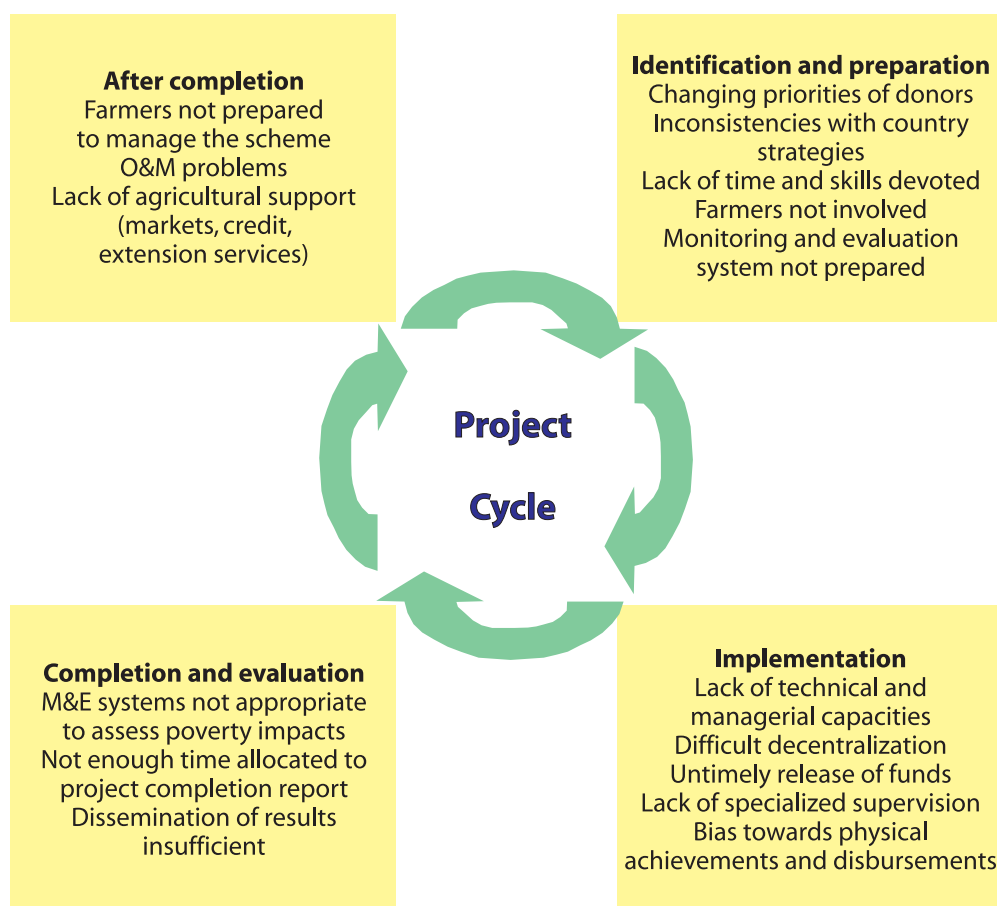 After completion
Farmers not prepared
to manage the scheme
O&M problems
Lack of agricultural support
(markets, credit,
extension services)
Identification and preparation
Changing priorities of donors
Inconsistencies with country
strategies
Lack of time and skills devoted
Farmers not involved
Monitoring and evaluation
system not prepared
Project
Cycle
Completion and evaluation
M&E systems not appropriate
to assess poverty impacts
Not enough time allocated to
project completion report
Dissemination of results
insufficient
Implementation
Lack of technical and
managerial capacities
Difficult decentralization
Untimely release of funds
Lack of specialized supervision
Bias towards physical
achievements and disbursements